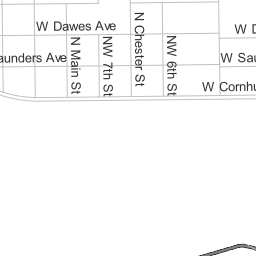 W Dawes Ave
W D
aunders Ave
W Sau
W Cornhu
N Main St
NW 7th St
N Chester St
NW 6th St